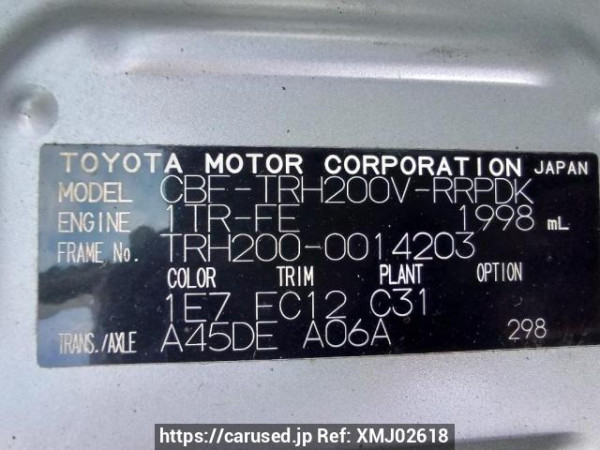 TOYOTA MOTOR CORPORATION JAPAN
MODEL CBF-TRH200V-RRPDK
ENGINE 1TR-FE 1998 mL
FRAME No. TRH200-0014203
COLOR TRIM PLANT OPTION
1E7 FC12 C31
TRANS./AXLE A45DE A06A 298
https://carused.jp Ref: XMJ02618